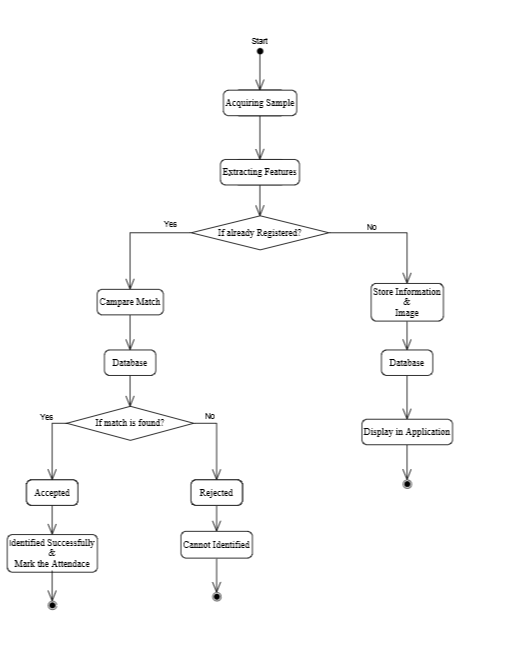 Start
Acquiring Sample
Extracting Features
If already Registered?
Yes
No
Campare Match
Store Information
&
Image
Database
Database
If match is found?
Yes
No
Display in Application
Accepted
Rejected
Identified Successfully
&
Mark the Attendace
Cannot Identified